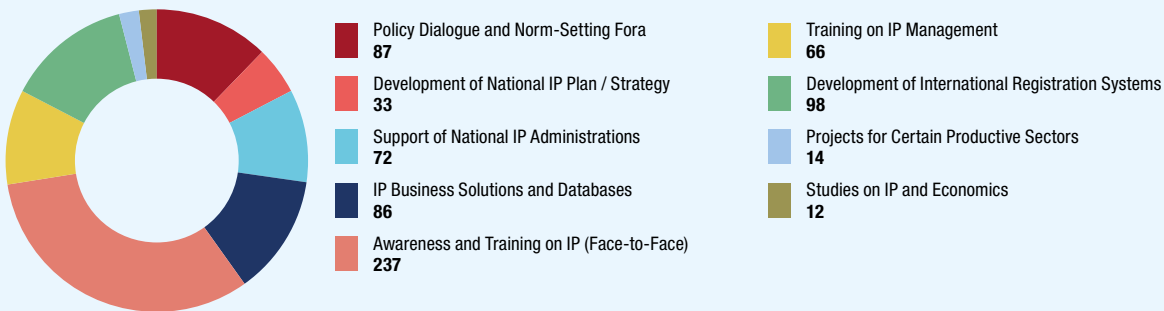 Policy Dialogue and Norm-Setting Fora
87
Development of National IP Plan / Strategy
33
Support of National IP Administrations
72
IP Business Solutions and Databases
86
Awareness and Training on IP (Face-to-Face)
237
Training on IP Management
66
Development of International Registration Systems
98
Projects for Certain Productive Sectors
14
Studies on IP and Economics
12